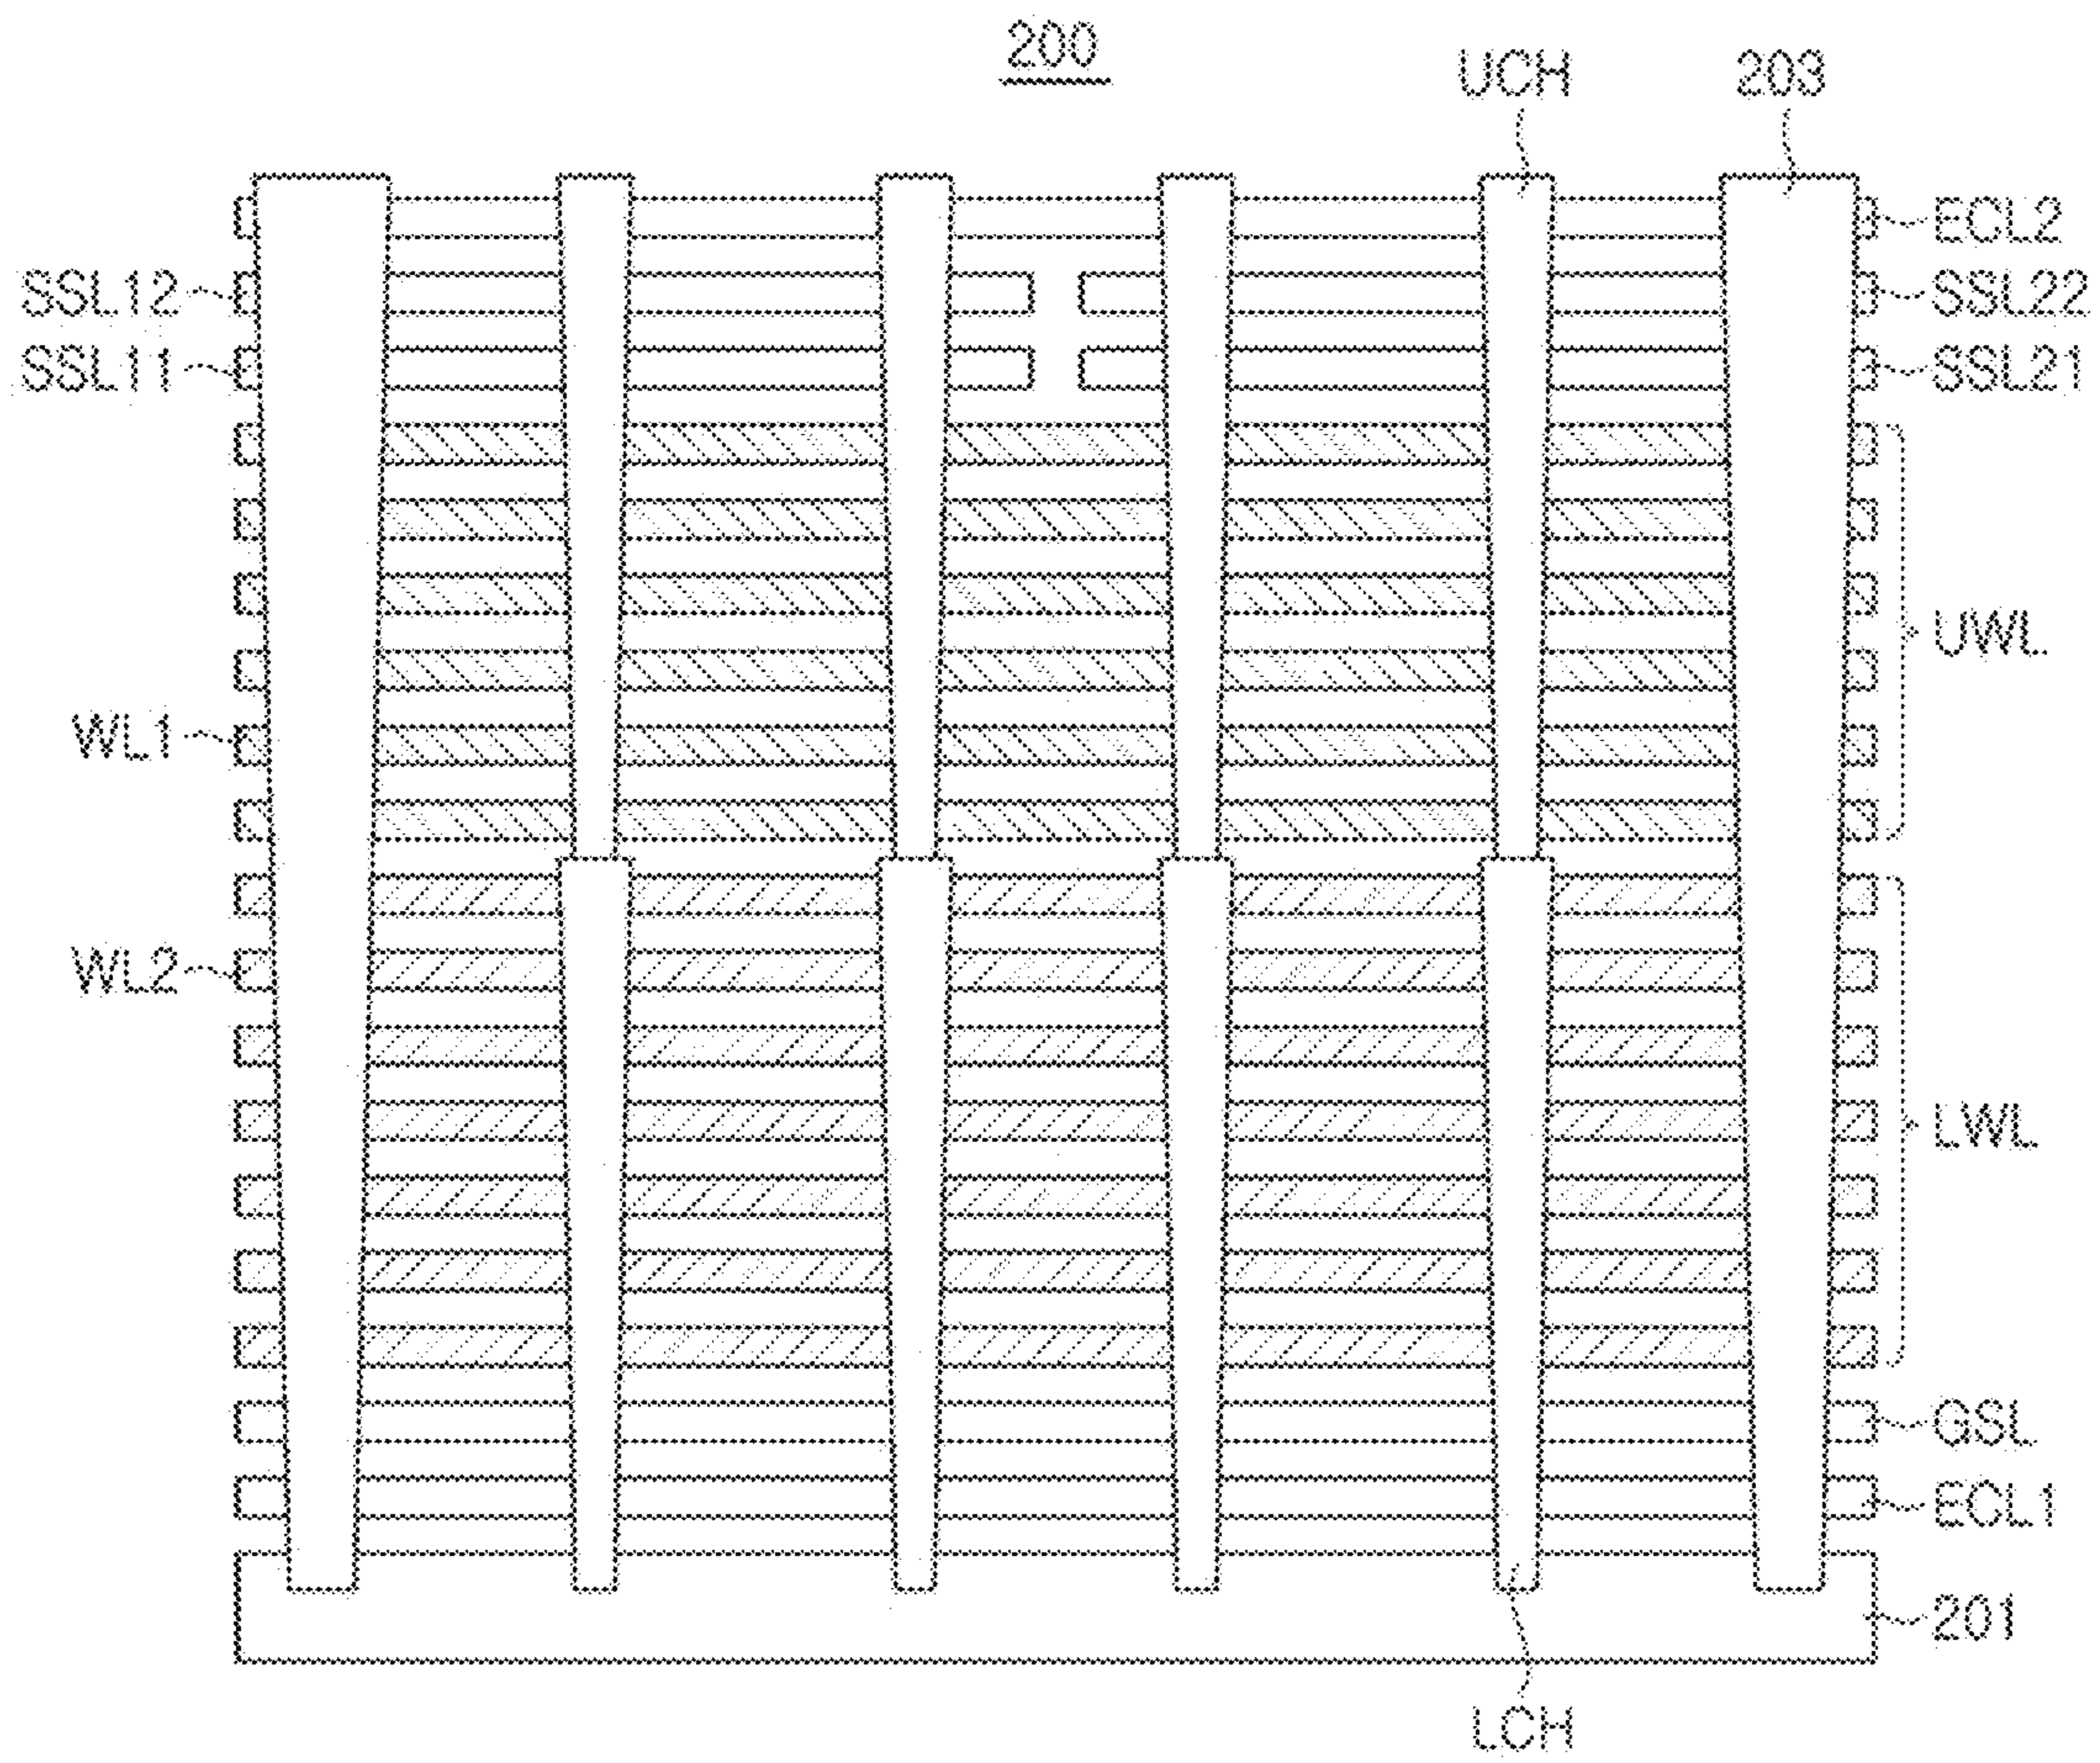 200
UCH
203
ECL2
SSL12
SSL22
SSL11
SSL21
UWL
WL1
WL2
LWL
GSL
ECL1
201
LCH